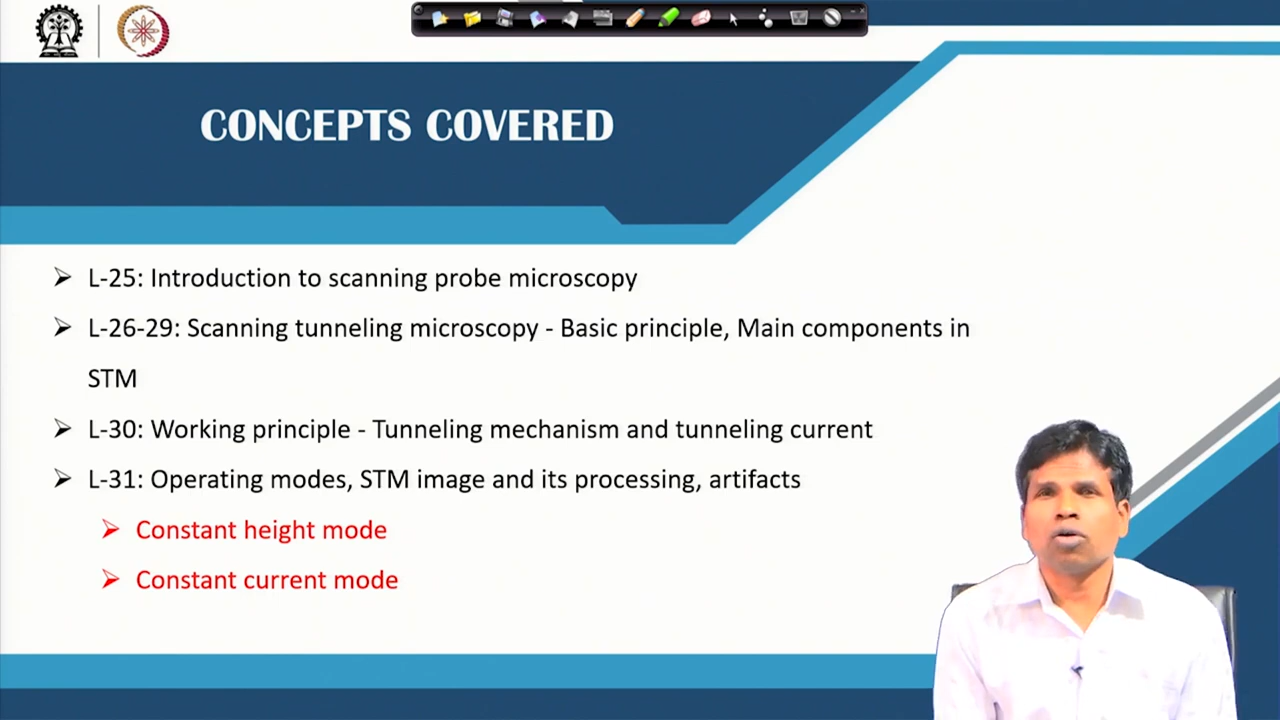 CONCEPTS COVERED
➢ L-25: Introduction to scanning probe microscopy
➢ L-26-29: Scanning tunneling microscopy - Basic principle, Main components in
STM
➢ L-30: Working principle - Tunneling mechanism and tunneling current
➢ L-31: Operating modes, STM image and its processing, artifacts
➢ Constant height mode
➢ Constant current mode